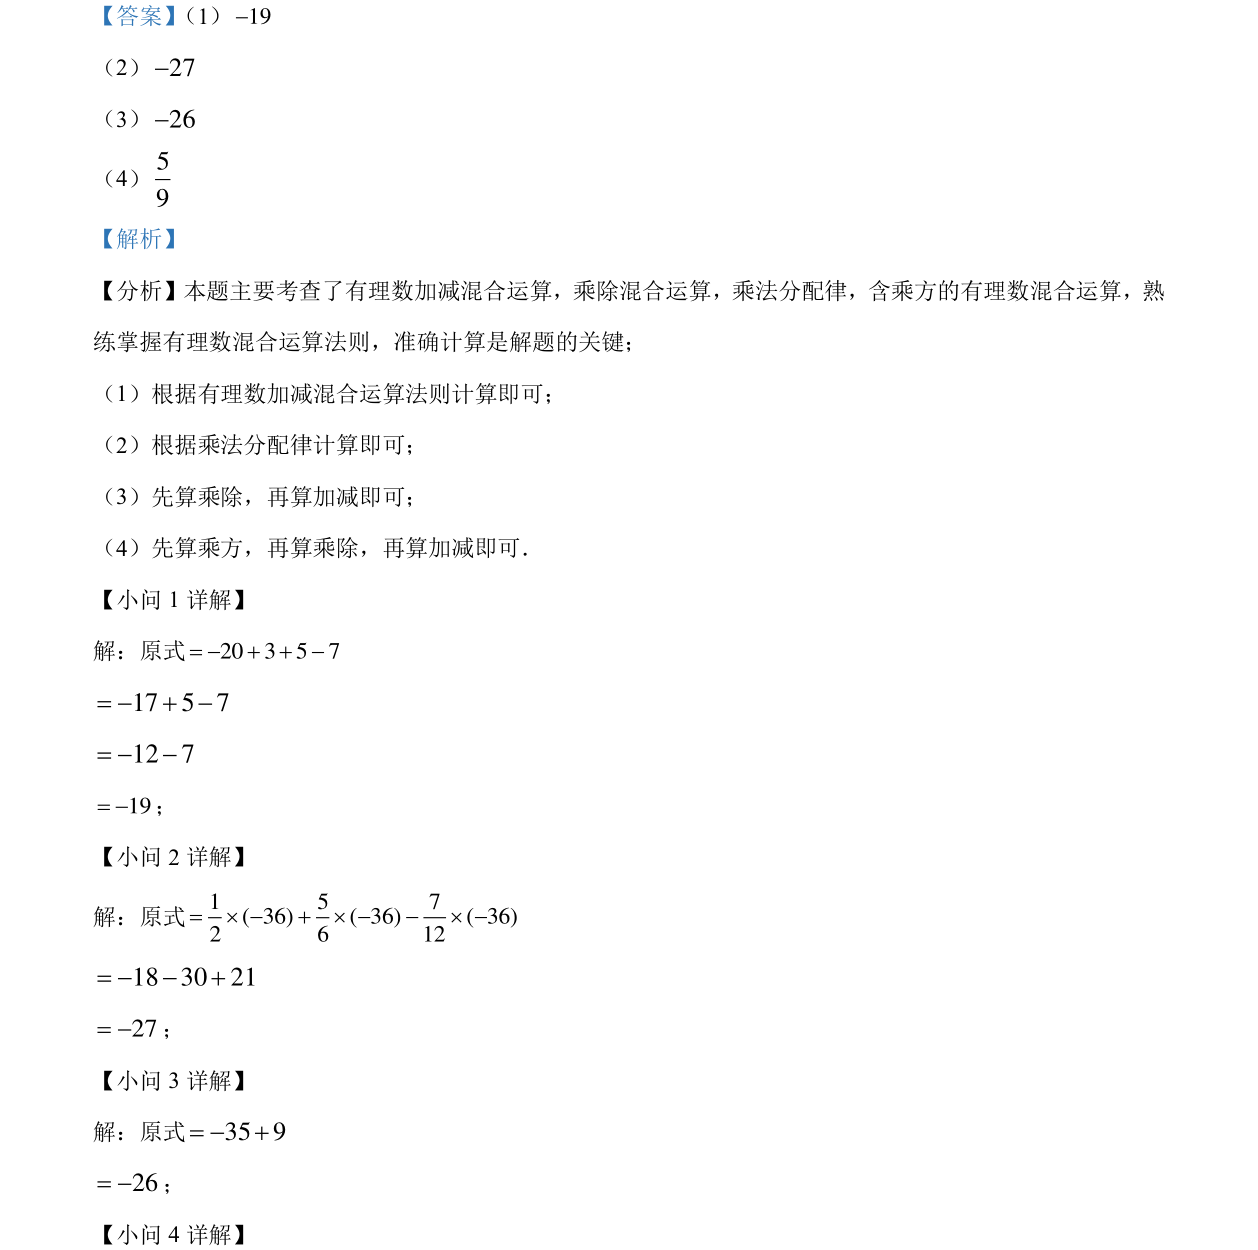 【答案】（1）−19
（2）−27
（3）−26
（4）5/9
【解析】
【分析】本题主要考查了有理数加减混合运算，乘除混合运算，乘法分配律，含乘方的有理数混合运算，熟
练掌握有理数混合运算法则，准确计算是解题的关键；
（1）根据有理数加减混合运算法则计算即可；
（2）根据乘法分配律计算即可；
（3）先算乘除，再算加减即可；
（4）先算乘方，再算乘除，再算加减即可．
【小问 1 详解】
解：原式＝−20+3+5−7
＝−17+5−7
＝−12−7
＝−19；
【小问 2 详解】
解：原式＝1/2×(−36)+5/6×(−36)−7/12×(−36)
＝−18−30+21
＝−27；
【小问 3 详解】
解：原式＝−35+9
＝−26；
【小问 4 详解】